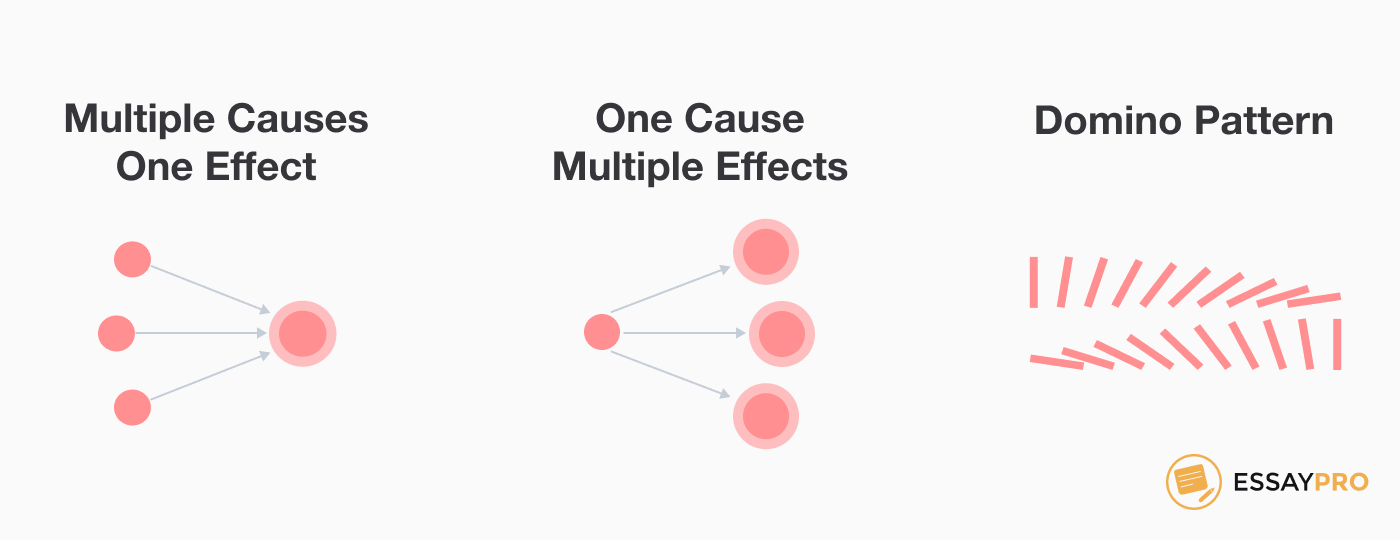 Multiple Causes
One Effect
One Cause
Multiple Effects
Domino Pattern
ESSAYPRO